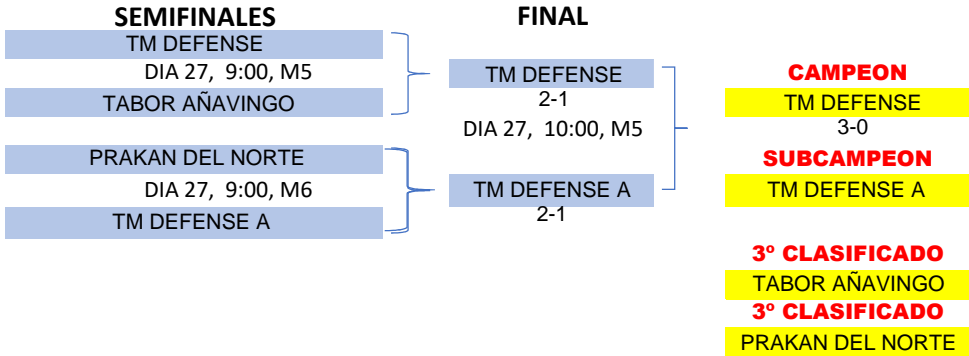 SEMIFINALES
TM DEFENSE
DIA 27, 9:00, M5
TABOR AÑAVINGO
PRAKAN DEL NORTE
DIA 27, 9:00, M6
TM DEFENSE A
FINAL
TM DEFENSE
2-1
DIA 27, 10:00, M5
TM DEFENSE A
2-1
CAMPEON
TM DEFENSE
3-0
SUBCAMPEON
TM DEFENSE A
3º CLASIFICADO
TABOR AÑAVINGO
3º CLASIFICADO
PRAKAN DEL NORTE